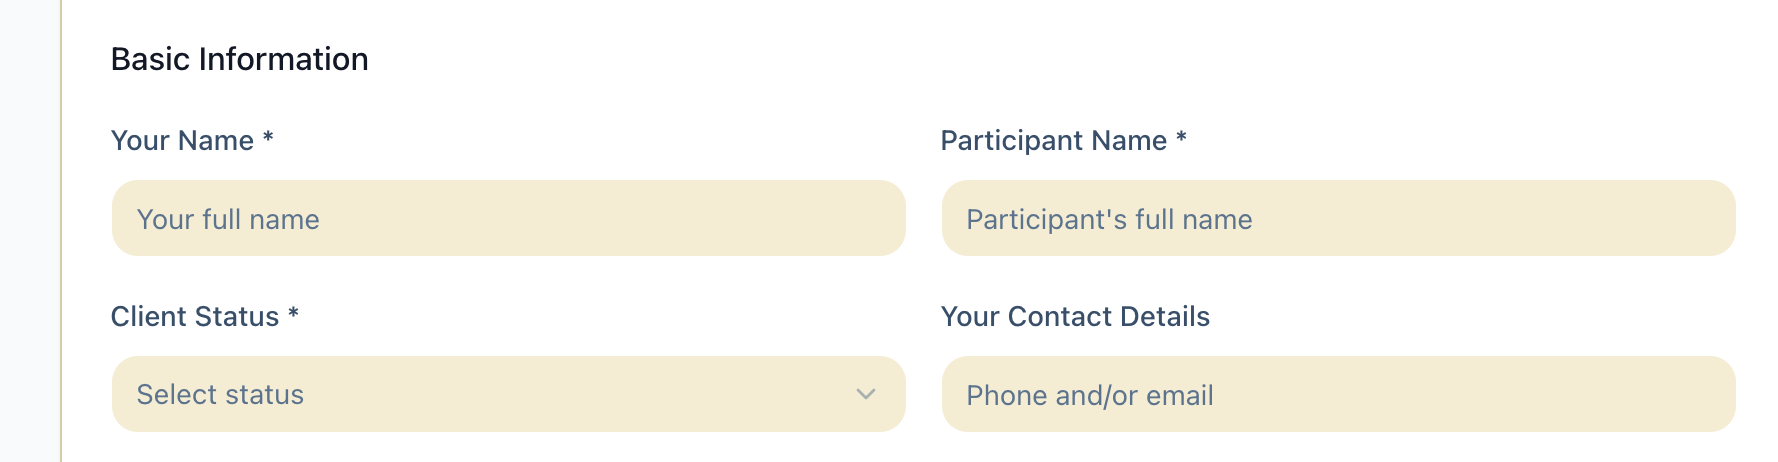 Basic Information
Your Name *
Participant Name *
Your full name
Participant's full name
Client Status *
Your Contact Details
Select status
Phone and/or email